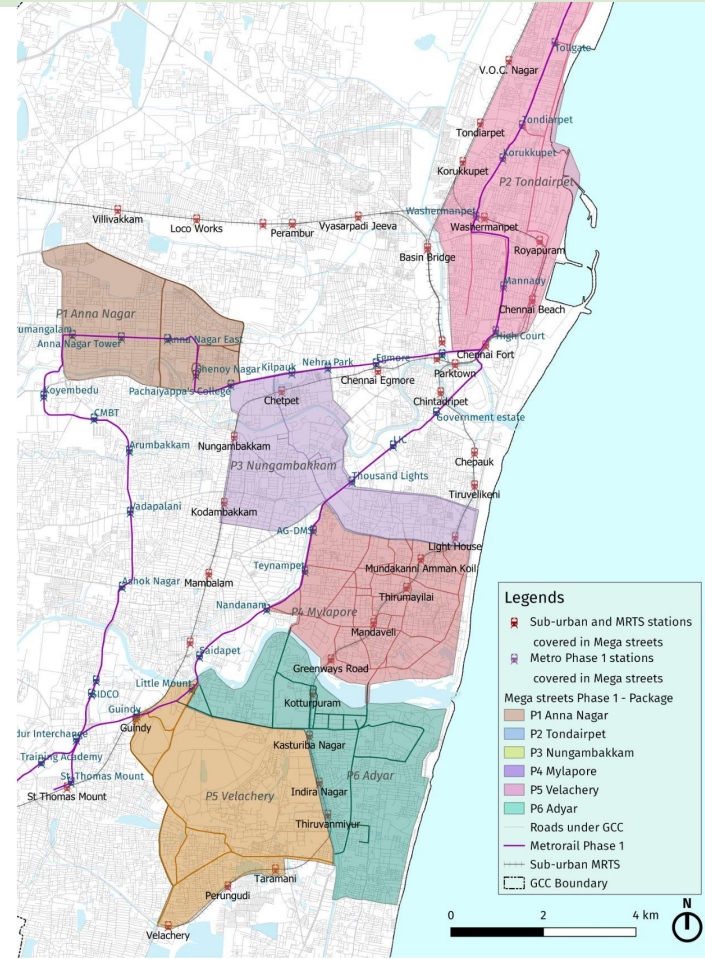 Tollgate
V.O.C. Nagar
Tondiarpet
Tondiarpet
Korukkupet
Korukkupet
P2 Tondairpet
Villivakkam
Loco Works
Perambur
Vyasarpadi Jeeva
Washermanpet
Washermanpet
Basin Bridge
Royapuram
Mannady
Chennai Beach
P1 Anna Nagar
rumangalam
Anna Nagar Tower
Anna Nagar East
High Court
Chennai Fort
Shenoy Nagar
Kilpauk
Nehru Park
Egmore
Chennai Egmore
Parktown
Pachaiyappa's College
Koyembedu
Chetpet
Chintadripet
CMBT
Government estate
Arumbakkam
Nungambakkam
LIC
Chepauk
P3 Nungambakkam
Thousand Lights
Tiruvelikeni
Vadapalani
Kodambakkam
AG-DMS
Light House
Mundakanni Amman Koil
Teynampet
Ashok Nagar
Mambalam
Thirumayilai
Nandanam
P4 Mylapore
Mandaveli
Saidapet
Greenways Road
Little Mount
SIDCO
Kotturpuram
Guindy
Guindy
dur Interchange
Kasturiba Nagar
Training Academy
St. Thomas Mount
St Thomas Mount
P6 Adyar
Indira Nagar
P5 Velachery
Thiruvanmiyur
Taramani
Perungudi
Velachery
Legends
Sub-urban and MRTS stations
covered in Mega streets
Metro Phase 1 stations
covered in Mega streets
Mega streets Phase 1 - Package
P1 Anna Nagar
P2 Tondairpet
P3 Nungambakkam
P4 Mylapore
P5 Velachery
P6 Adyar
Roads under GCC
Metrorail Phase 1
Sub-urban MRTS
GCC Boundary
0 2 4 km
N